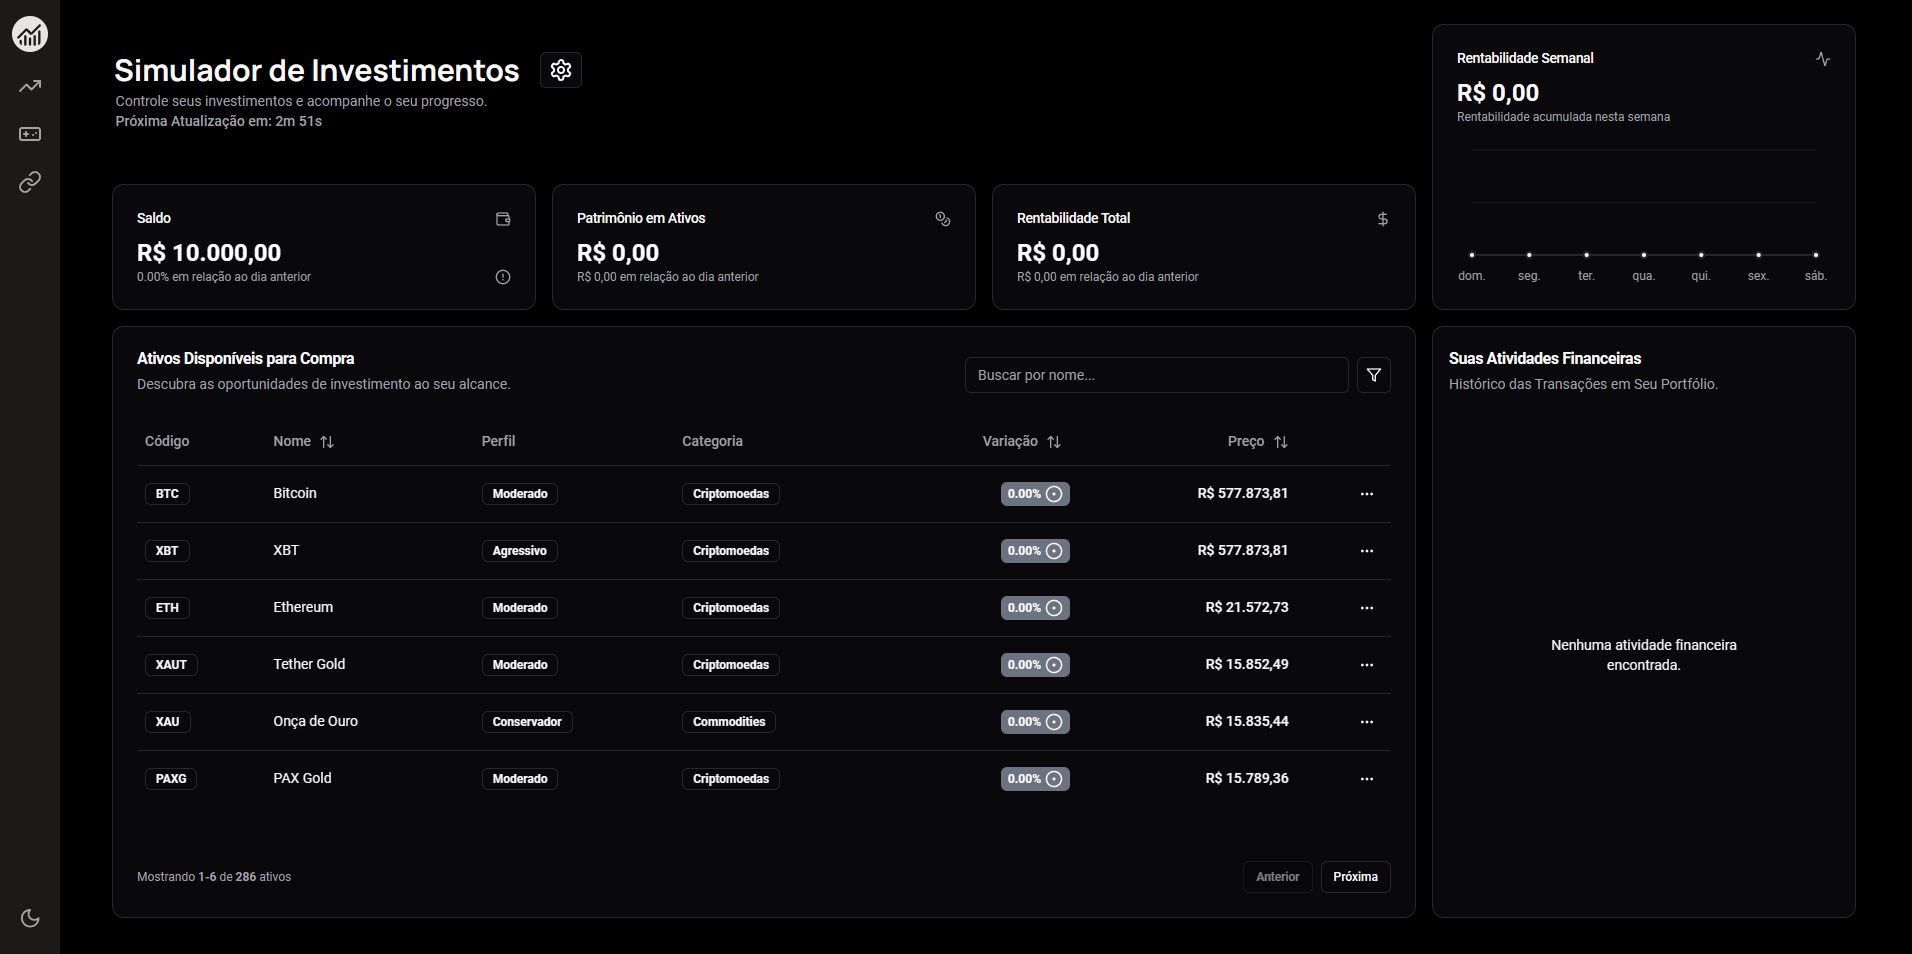 Simulador de Investimentos
Controle seus investimentos e acompanhe o seu progresso.
Próxima Atualização em: 2m 51s
Saldo
R$ 10.000,00
0.00% em relação ao dia anterior
Patrimônio em Ativos
R$ 0,00
R$ 0,00 em relação ao dia anterior
Rentabilidade Total
R$ 0,00
R$ 0,00 em relação ao dia anterior
Rentabilidade Semanal
R$ 0,00
Rentabilidade acumulada nesta semana
dom. seg. ter. qua. qui. sex. sáb.
Ativos Disponíveis para Compra
Descubra as oportunidades de investimento ao seu alcance.
Buscar por nome...
Código Nome Perfil Categoria Variação Preço
BTC Bitcoin Moderado Criptomoedas 0.00% R$ 577.873,81
XBT XBT Agressivo Criptomoedas 0.00% R$ 577.873,81
ETH Ethereum Moderado Criptomoedas 0.00% R$ 21.572,73
XAUT Tether Gold Moderado Criptomoedas 0.00% R$ 15.852,49
XAU Onça de Ouro Conservador Commodities 0.00% R$ 15.835,44
PAXG PAX Gold Moderado Criptomoedas 0.00% R$ 15.789,36
Mostrando 1-6 de 286 ativos
Anterior Próxima
Suas Atividades Financeiras
Histórico das Transações em Seu Portfólio.
Nenhuma atividade financeira
encontrada.